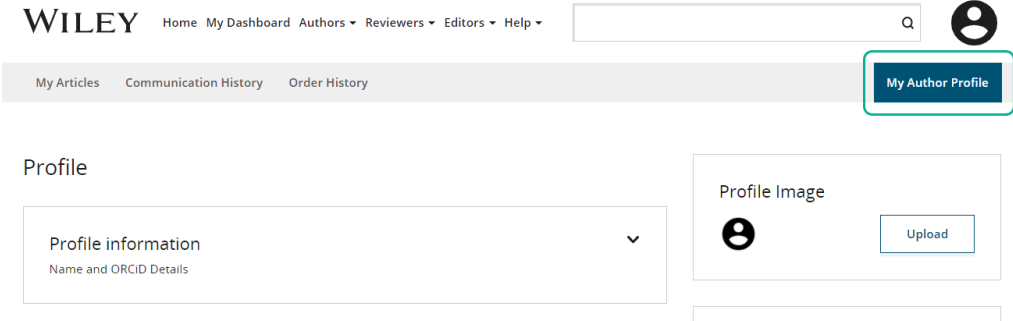 WILEY Home My Dashboard Authors Reviewers Editors Help
My Articles Communication History Order History My Author Profile
Profile
Profile information
Name and ORCiD Details
Profile Image
Upload